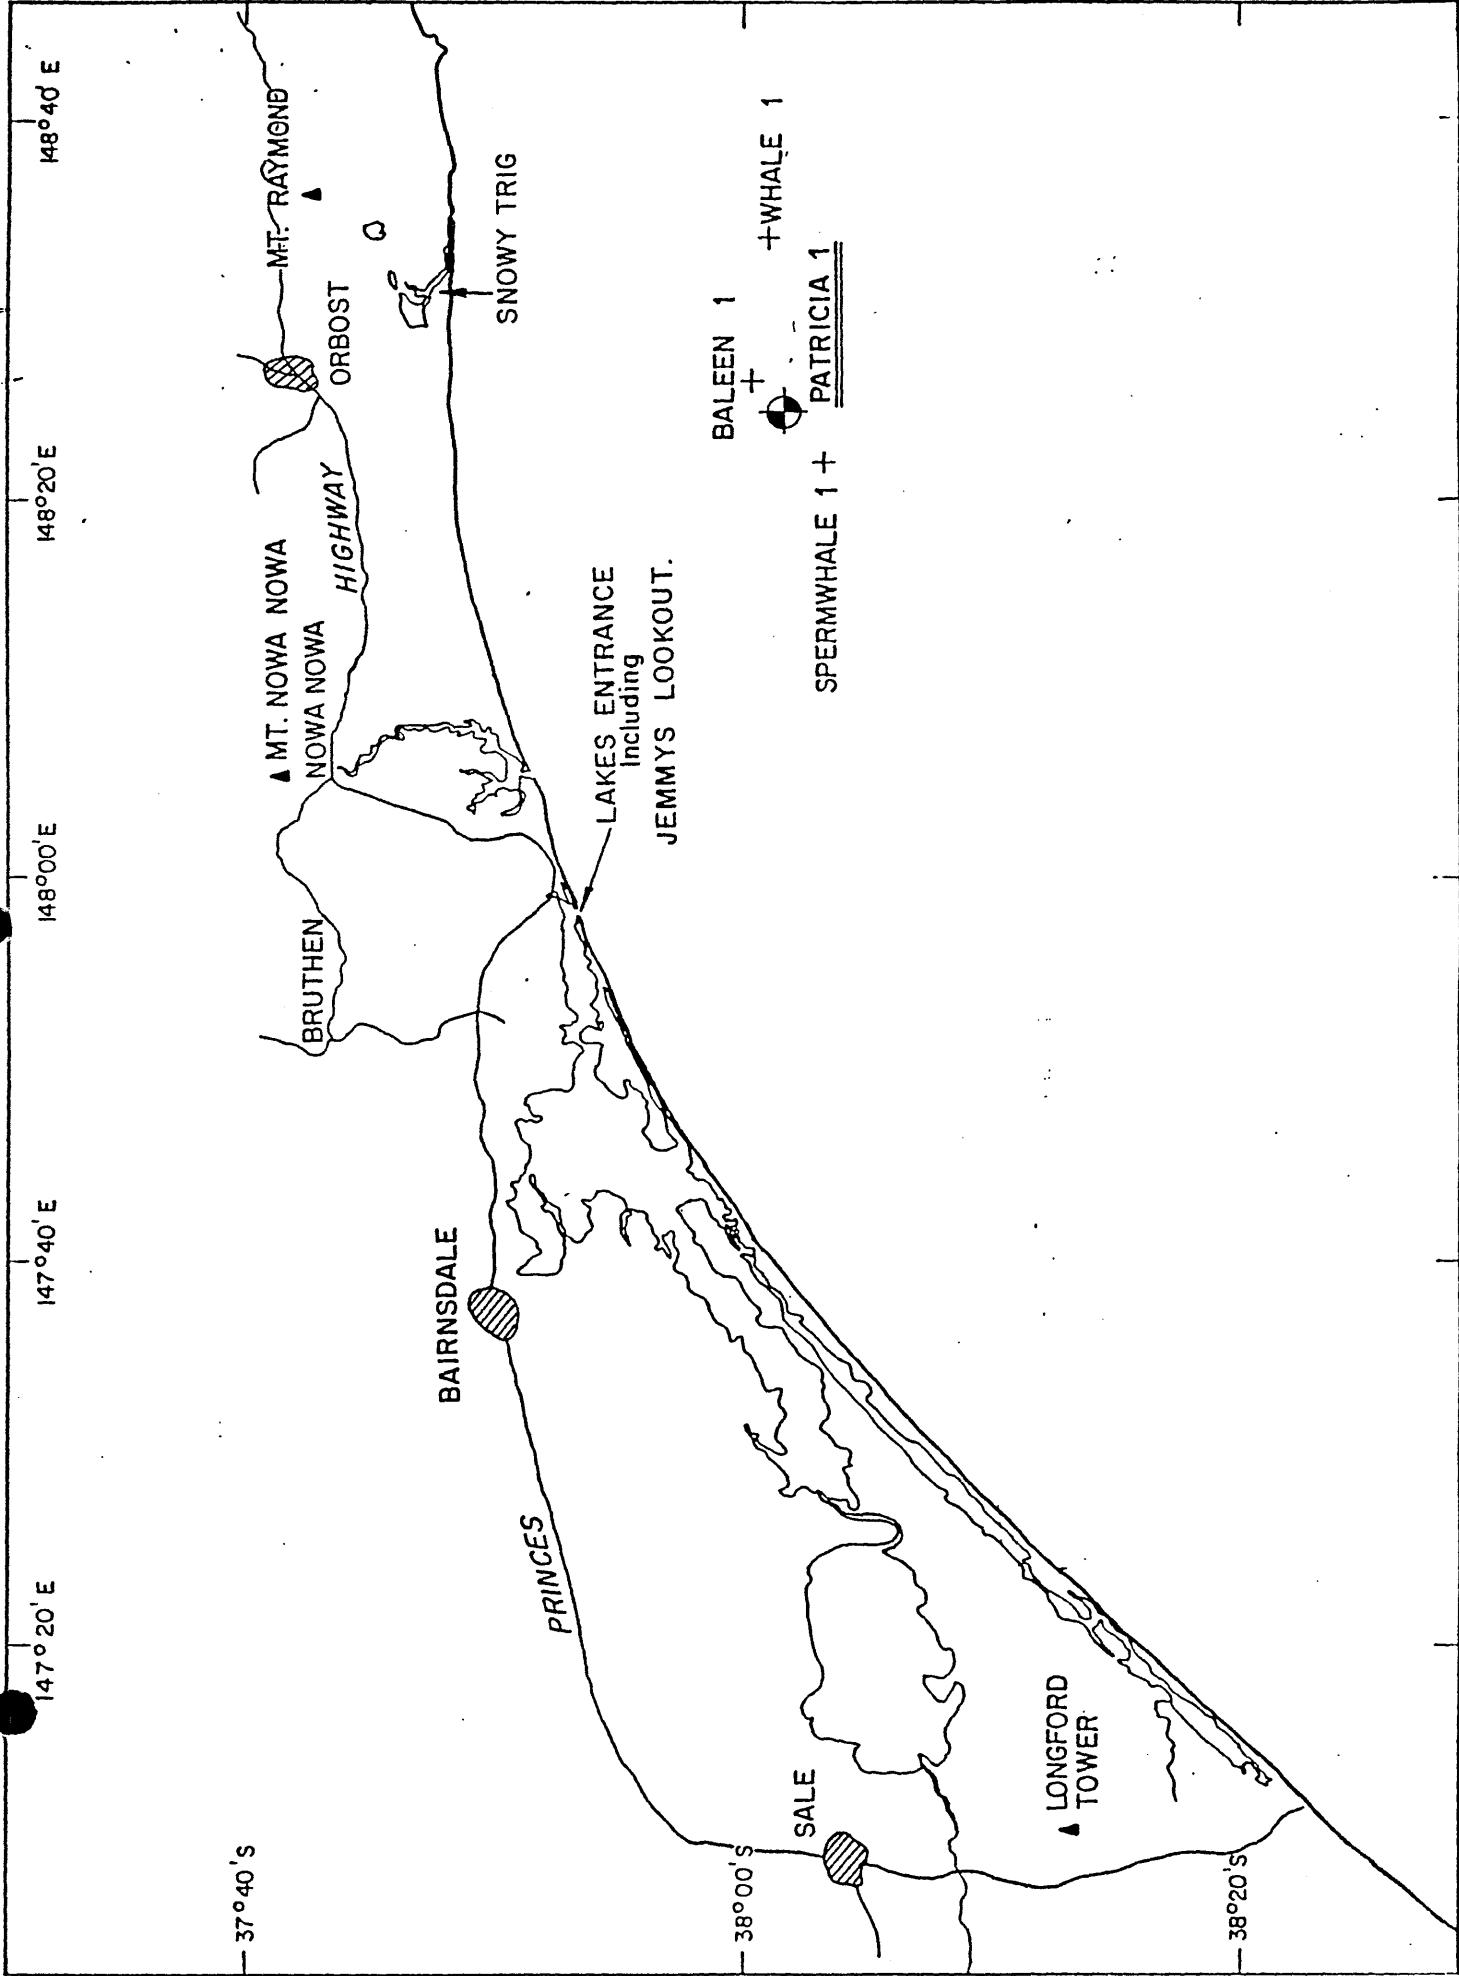 147°20'E
147°40'E
148°00'E
148°20'E
148°40'E
37°40'S
38°00'S
38°20'S
BRUTHEN
▲ MT. NOWA NOWA
NOWA NOWA
HIGHWAY
ORBOST
MT. RAYMOND
SNOWY TRIG
BAIRNSDALE
PRINCES
LAKES ENTRANCE
Including
JEMMYS LOOKOUT.
SALE
LONGFORD
TOWER
BALEEN 1
+WHALE 1
PATRICIA 1
SPERMWHALE 1 +